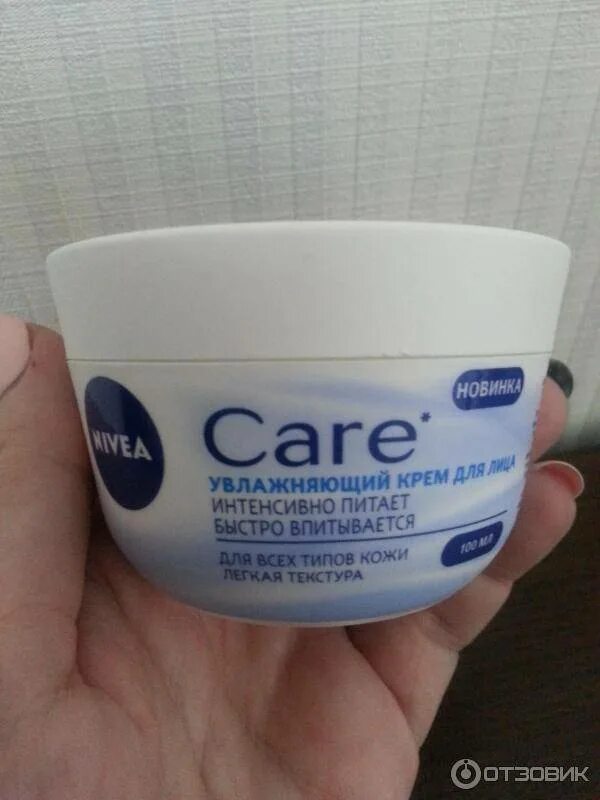 НОВИНКА
NIVEA
Care*
УВЛАЖНЯЮЩИЙ КРЕМ ДЛЯ ЛИЦА
ИНТЕНСИВНО ПИТАЕТ
БЫСТРО ВПИТЫВАЕТСЯ
100 МЛ
ДЛЯ ВСЕХ ТИПОВ КОЖИ
ЛЕГКАЯ ТЕКСТУРА
ОТЗОВИК